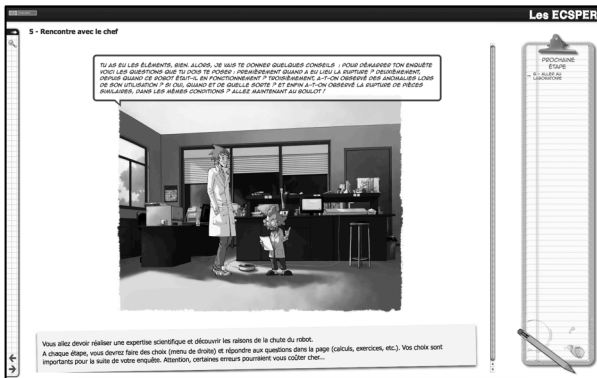 Les ECSPER
5 - Rencontre avec le chef
TU AS EU LES ÉLÉMENTS, BIEN. ALORS, JE VAIS TE DONNER QUELQUES CONSEILS : POUR DÉMARRER TON ENQUÊTE
VOICI LES QUESTIONS QUE TU DOIS TE POSER : PREMIÈREMENT QUAND A EU LIEU LA RUPTURE ? DEUXIÈMEMENT,
DEPUIS QUAND CE ROBOT ÉTAIT-IL EN FONCTIONNEMENT ? TROISIÈMEMENT, A-T-ON OBSERVÉ DES ANOMALIES LORS
DE SON UTILISATION ? SI OUI, QUAND ET DE QUELLE SORTE ? ET ENFIN A-T-ON OBSERVÉ LA RUPTURE DE PIÈCES
SIMILAIRES, DANS LES MÊMES CONDITIONS ? ALLEZ MAINTENANT AU BOULOT !
PROCHAINE
ÉTAPE
6 - ALLER AU
LABORATOIRE
Vous allez devoir réaliser une expertise scientifique et découvrir les raisons de la chute du robot.
A chaque étape, vous devrez faire des choix (menu de droite) et répondre aux questions dans la page (calculs, exercices, etc.). Vos choix sont
importants pour la suite de votre enquête. Attention, certaines erreurs pourraient vous coûter cher...